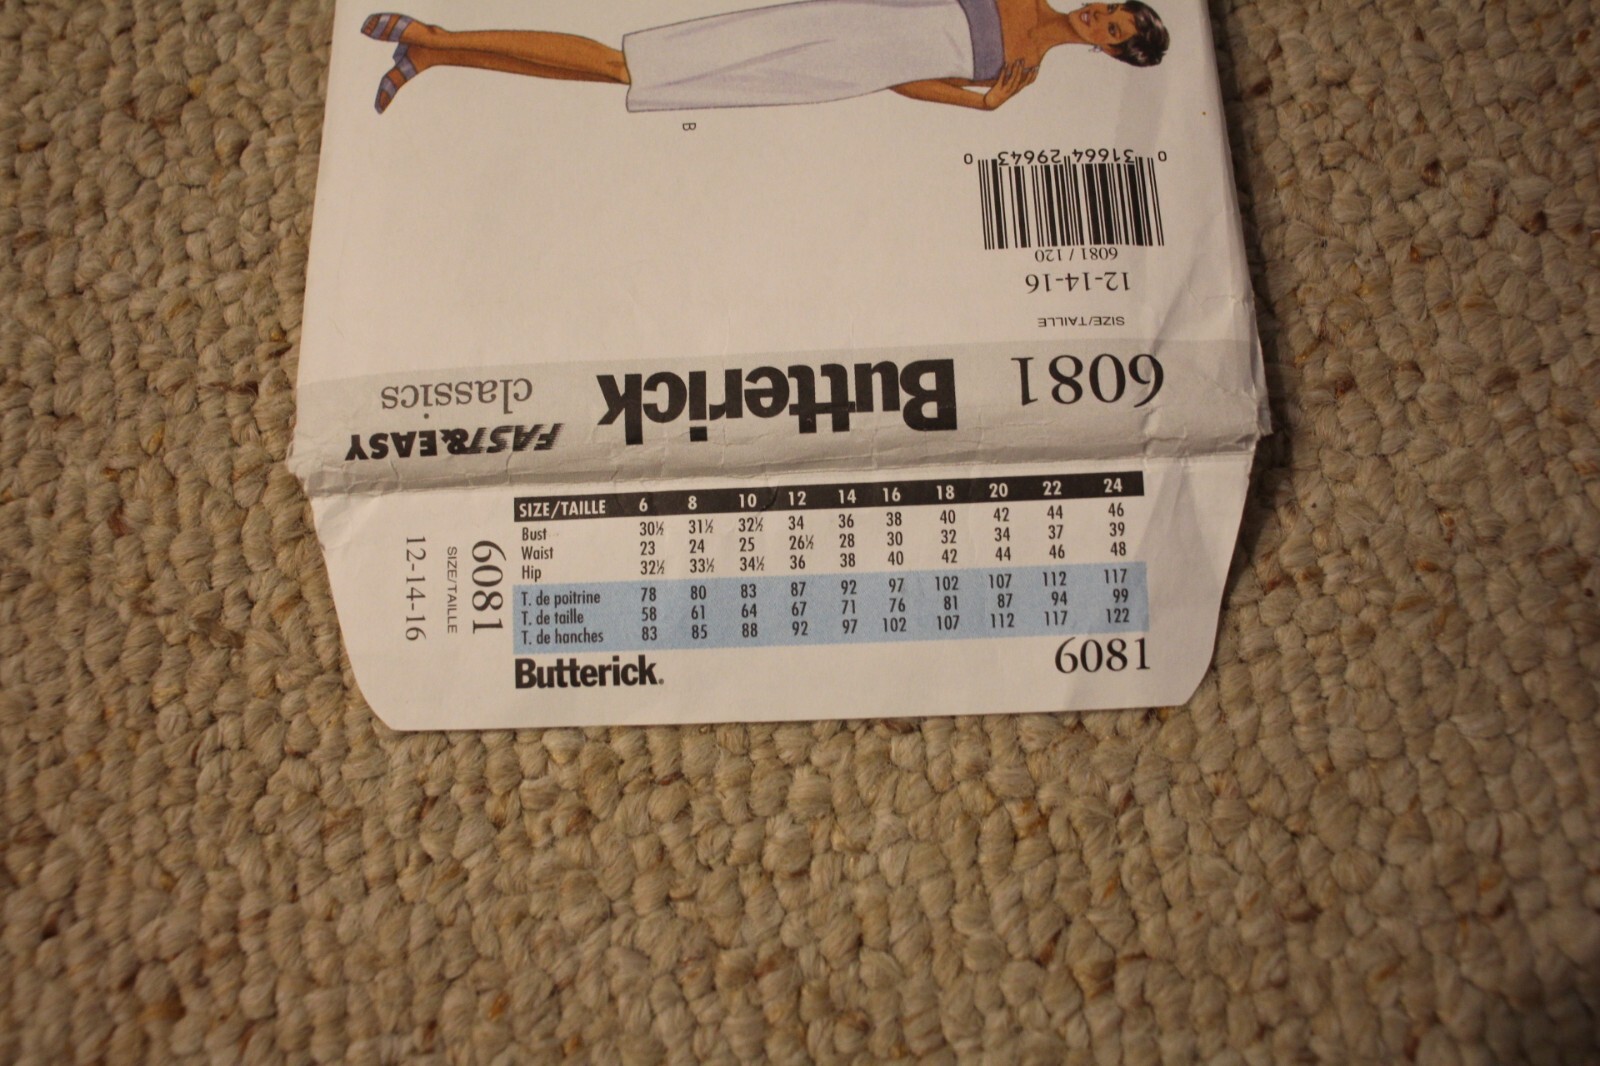 B
0 31664 29643 0
6081 / 120
12-14-16
SIZE/TAILLE
6081 Butterick FAST&EASY
classics
6081
SIZE/TAILLE
12-14-16
SIZE/TAILLE 6 8 10 12 14 16 18 20 22 24
Bust 30½ 31½ 32½ 34 36 38 40 42 44 46
Waist 23 24 25 26½ 28 30 32 34 37 39
Hip 32½ 33½ 34½ 36 38 40 42 44 46 48
T. de poitrine 78 80 83 87 92 97 102 107 112 117
T. de taille 58 61 64 67 71 76 81 87 94 99
T. de hanches 83 85 88 92 97 102 107 112 117 122
Butterick. 6081